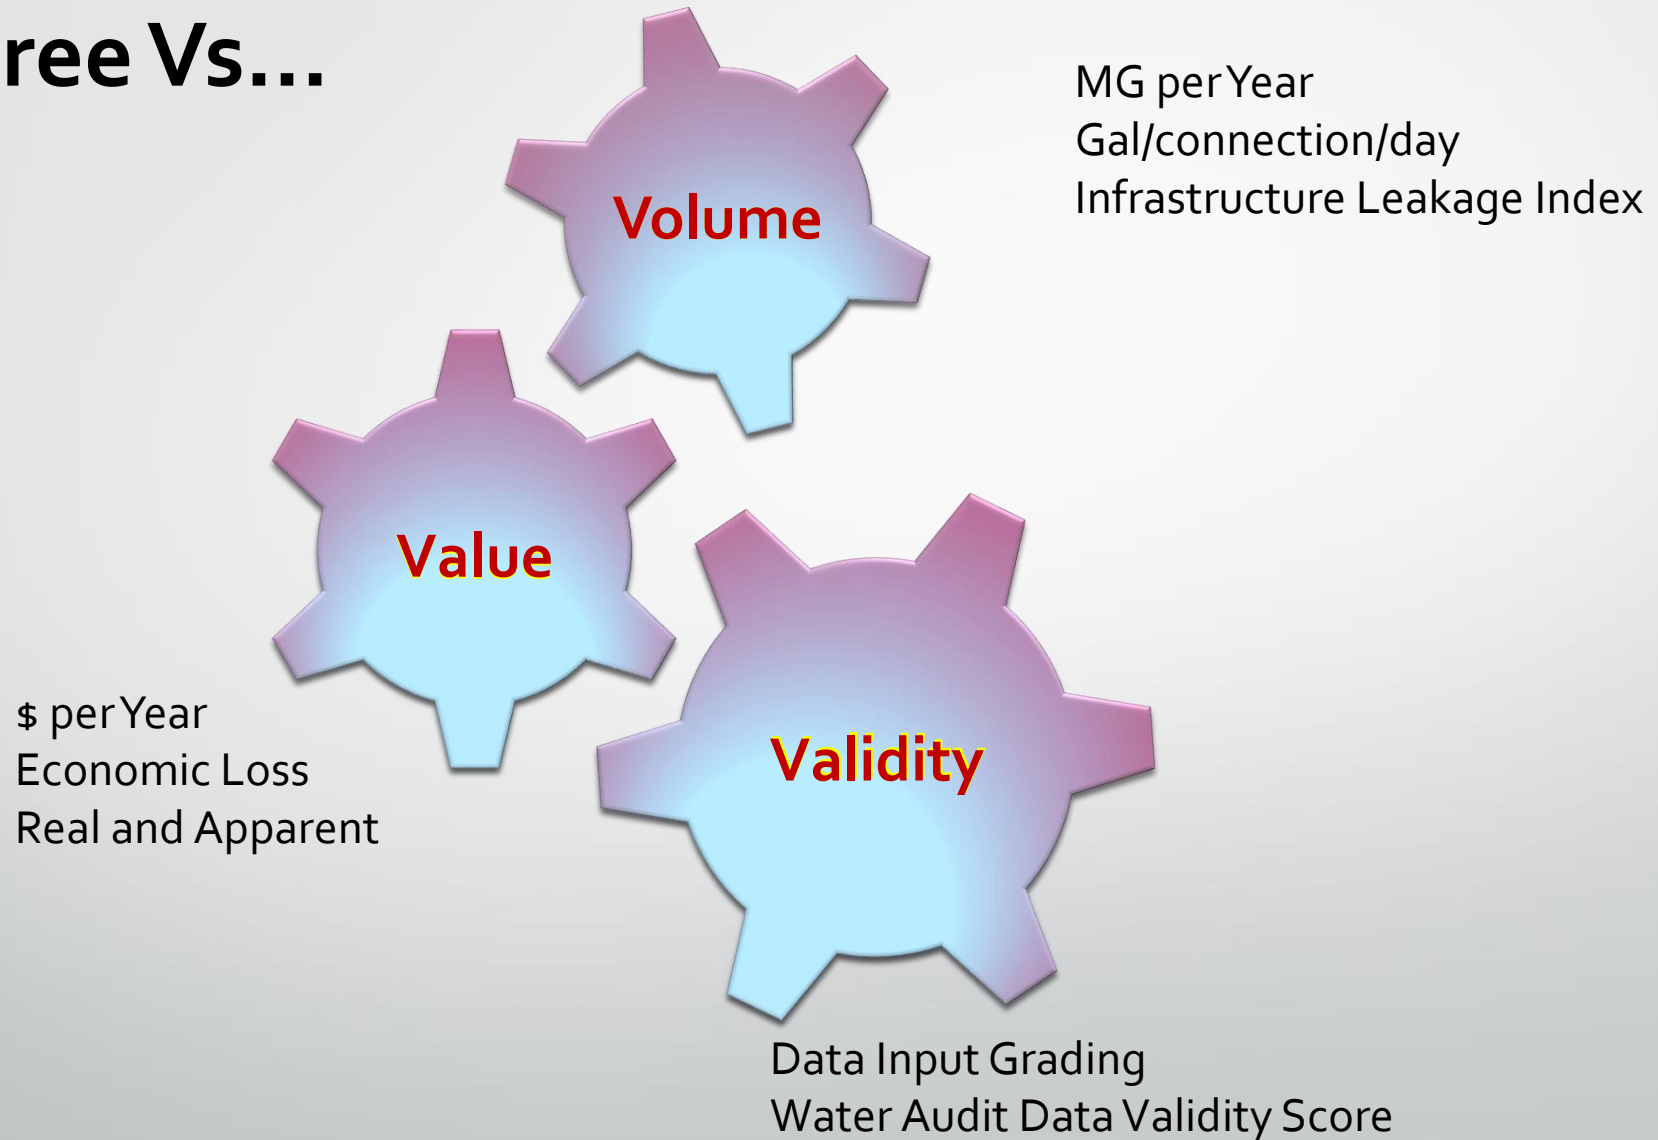 ree Vs...
MG per Year
Gal/connection/day
Infrastructure Leakage Index
Volume
Value
Validity
$ per Year
Economic Loss
Real and Apparent
Data Input Grading
Water Audit Data Validity Score